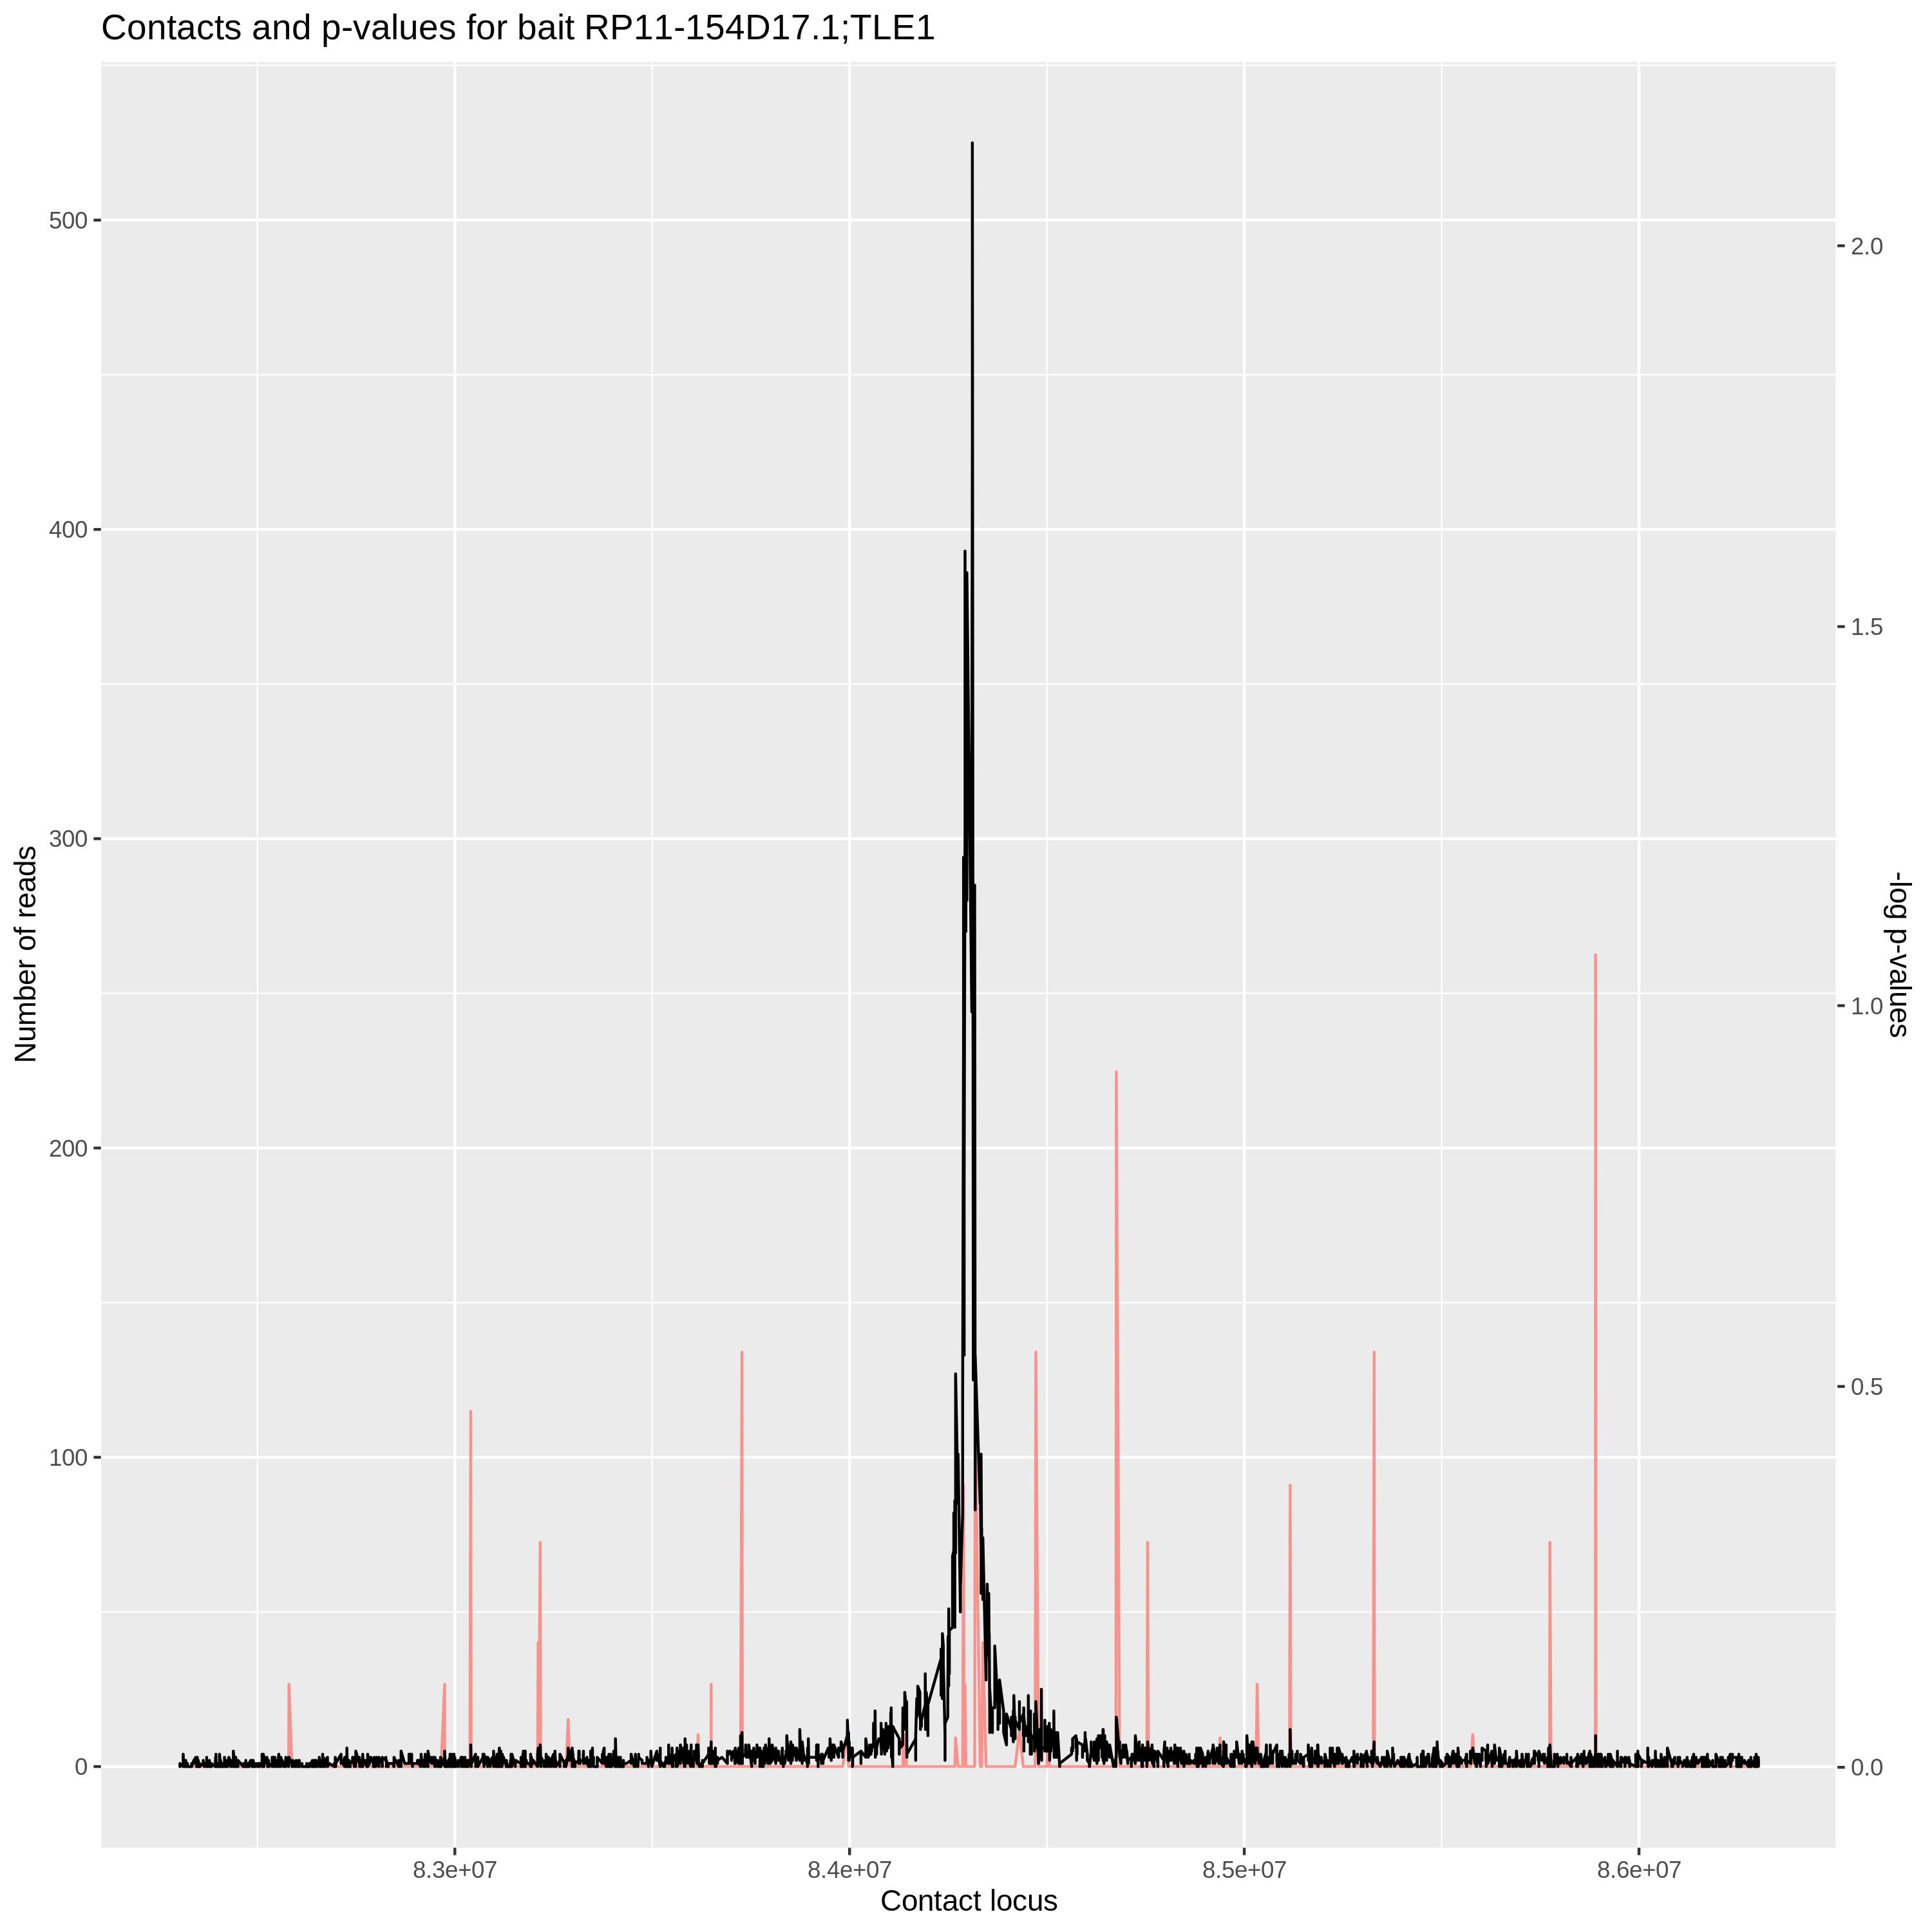 Contacts and p-values for bait RP11-154D17.1;TLE1
500
400
300
200
100
0
Number of reads
2.0
1.5
1.0
0.5
0.0
-log p-values
8.3e+07 8.4e+07 8.5e+07 8.6e+07
Contact locus